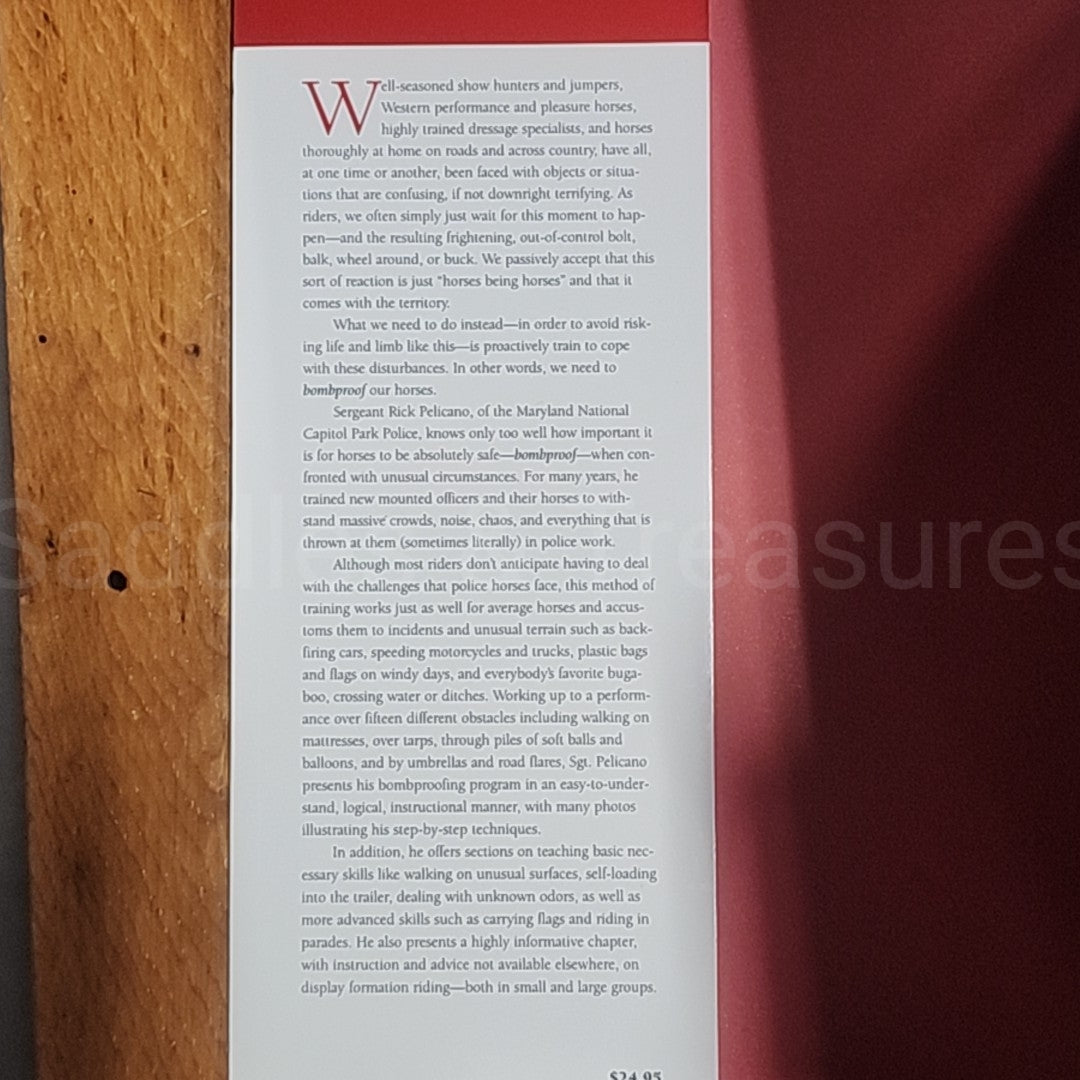 Well-seasoned show hunters and jumpers,
Western performance and pleasure horses,
highly trained dressage specialists, and horses
thoroughly at home on roads and across country, have all,
at one time or another, been faced with objects or situa-
tions that are confusing, if not downright terrifying. As
riders, we often simply just wait for this moment to hap-
pen—and the resulting frightening, out-of-control bolt,
balk, wheel around, or buck. We passively accept that this
sort of reaction is just "horses being horses" and that it
comes with the territory.
What we need to do instead—in order to avoid risk-
ing life and limb like this—is proactively train to cope
with these disturbances. In other words, we need to
bombproof our horses.
Sergeant Rick Pelicano, of the Maryland National
Capitol Park Police, knows only too well how important it
is for horses to be absolutely safe—bombproof—when con-
fronted with unusual circumstances. For many years, he
trained new mounted officers and their horses to with-
stand massive crowds, noise, chaos, and everything that is
thrown at them (sometimes literally) in police work.
Although most riders don't anticipate having to deal
with the challenges that police horses face, this method of
training works just as well for average horses and accus-
toms them to incidents and unusual terrain such as back-
firing cars, speeding motorcycles and trucks, plastic bags
and flags on windy days, and everybody's favorite buga-
boo, crossing water or ditches. Working up to a perform-
ance over fifteen different obstacles including walking on
mattresses, over tarps, through piles of soft balls and
balloons, and by umbrellas and road flares, Sgt. Pelicano
presents his bombproofing program in an easy-to-under-
stand, logical, instructional manner, with many photos
illustrating his step-by-step techniques.
In addition, he offers sections on teaching basic nec-
essary skills like walking on unusual surfaces, self-loading
into the trailer, dealing with unknown odors, as well as
more advanced skills such as carrying flags and riding in
parades. He also presents a highly informative chapter,
with instruction and advice not available elsewhere, on
display formation riding—both in small and large groups.
$24.95